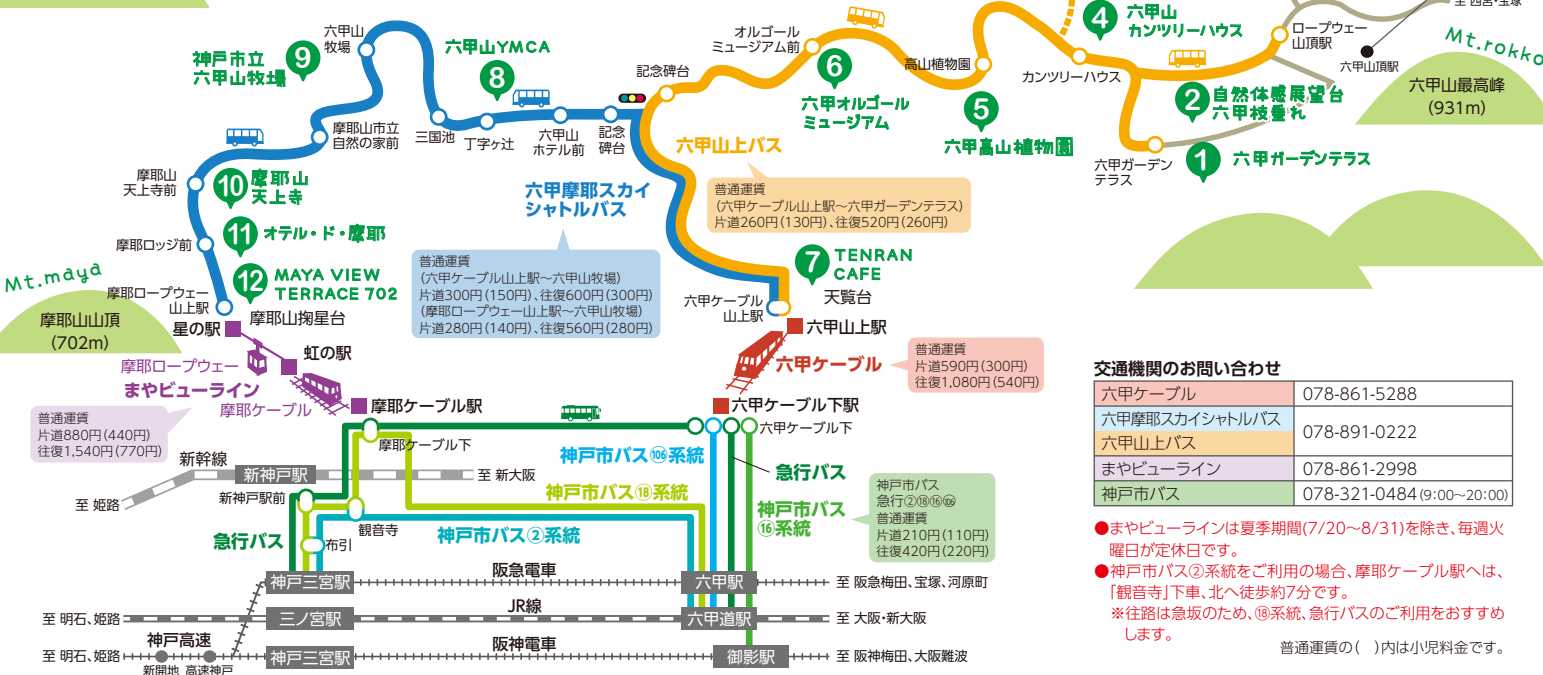 至 西宮・宝塚
Mt.rokko
六甲山最高峰
(931m)
ロープウェー
山頂駅
六甲山頂駅
4
六甲山
カンツリーハウス
カンツリーハウス
2
自然体感展望台
六甲枝垂れ
六甲ガーデン
テラス
1
六甲ガーデンテラス
オルゴール
ミュージアム前
6
六甲オルゴール
ミュージアム
高山植物園
5
六甲高山植物園
記念碑台
六甲山上バス
普通運賃
(六甲ケーブル山上駅〜六甲ガーデンテラス)
片道260円(130円)、往復520円(260円)
六甲山
牧場
9
神戸市立
六甲山牧場
8
六甲山YMCA
摩耶山市立
自然の家前
三国池
丁字ヶ辻
六甲山
ホテル前
記念
碑台
六甲摩耶スカイ
シャトルバス
普通運賃
(六甲ケーブル山上駅〜六甲山牧場)
片道300円(150円)、往復600円(300円)
(摩耶ロープウェー山上駅〜六甲山牧場)
片道280円(140円)、往復560円(280円)
摩耶山
天上寺前
10
摩耶山
天上寺
11
オテル・ド・摩耶
摩耶ロッジ前
12
MAYA VIEW
TERRACE 702
摩耶ロープウェー
山上駅
摩耶山掬星台
Mt.maya
摩耶山山頂
(702m)
星の駅
虹の駅
摩耶ロープウェー
まやビューライン
摩耶ケーブル
普通運賃
片道880円(440円)
往復1,540円(770円)
摩耶ケーブル駅
摩耶ケーブル下
7
TENRAN
CAFE
天覧台
六甲ケーブル
山上駅
六甲山上駅
六甲ケーブル
普通運賃
片道590円(300円)
往復1,080円(540円)
六甲ケーブル下駅
六甲ケーブル下
神戸市バス106系統
急行バス
神戸市バス⑱系統
神戸市バス
⑯系統
神戸市バス②系統
神戸市バス
急行②⑱⑯106
普通運賃
片道210円(110円)
往復420円(220円)
新幹線
新神戸駅
至 新大阪
至 姫路
新神戸駅前
観音寺
急行バス
布引
神戸三宮駅
阪急電車
六甲駅
至 阪急梅田、宝塚、河原町
至 明石、姫路
三ノ宮駅
JR線
六甲道駅
至 大阪・新大阪
神戸高速
至 明石、姫路
新開地
高速神戸
神戸三宮駅
阪神電車
御影駅
至 阪神梅田、大阪難波
交通機関のお問い合わせ
六甲ケーブル 078-861-5288
六甲摩耶スカイシャトルバス
六甲山上バス
078-891-0222
まやビューライン 078-861-2998
神戸市バス 078-321-0484(9:00〜20:00)
●まやビューラインは夏季期間(7/20〜8/31)を除き、毎週火
曜日が定休日です。
●神戸市バス②系統をご利用の場合、摩耶ケーブル駅へは、
「観音寺」下車、北へ徒歩約7分です。
※往路は急坂のため、⑱系統、急行バスのご利用をおすすめ
します。
普通運賃の( )内は小児料金です。